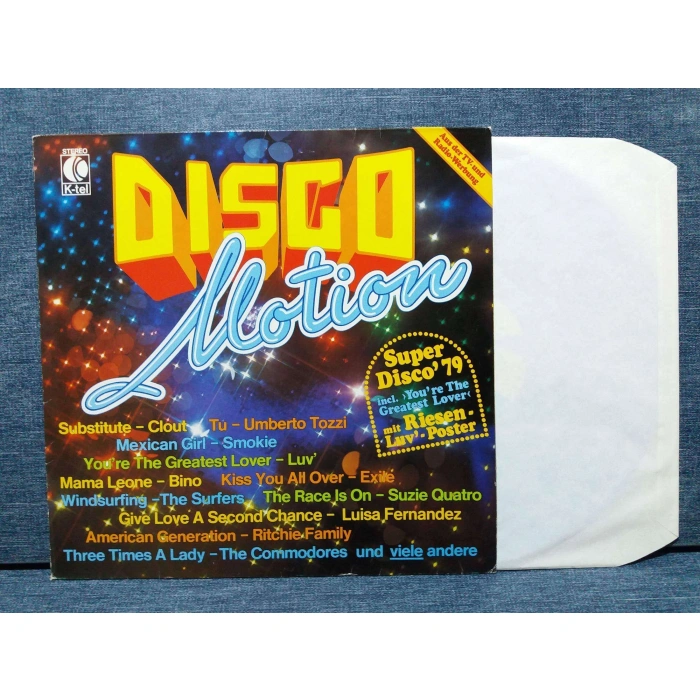 STEREO
K-tel
Aus der TV- und
Radio-Werbung
DISCO
Motion
Super
Disco' 79
incl. ›You're The
Greatest Lover‹
mit Riesen-
Luv'-Poster
Substitute – Clout Tu – Umberto Tozzi
Mexican Girl – Smokie
You're The Greatest Lover – Luv'
Mama Leone – Bino Kiss You All Over – Exile
Windsurfing –The Surfers The Race Is On – Suzie Quatro
Give Love A Second Chance – Luisa Fernandez
American Generation – Ritchie Family
Three Times A Lady – The Commodores und viele andere